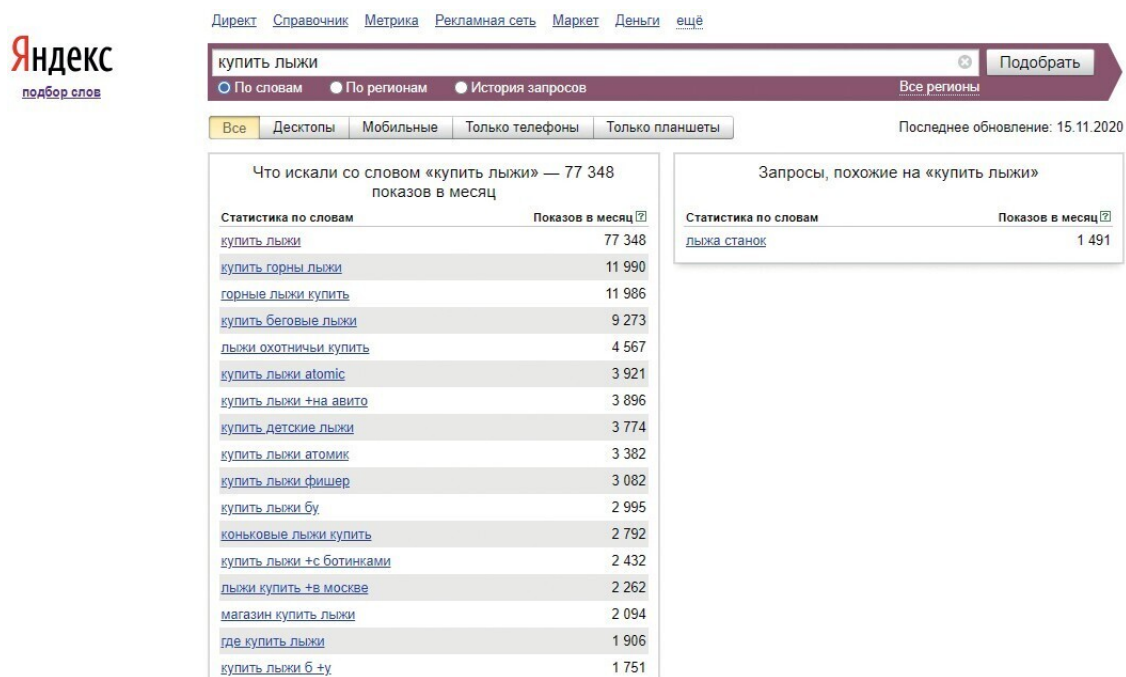 Директ Справочник Метрика Рекламная сеть Маркет Деньги ещё
Яндекс
подбор слов
купить лыжи
Подобрать
По словам По регионам История запросов Все регионы
Все Десктопы Мобильные Только телефоны Только планшеты
Последнее обновление: 15.11.2020
Что искали со словом «купить лыжи» — 77 348
показов в месяц
Статистика по словам Показов в месяц ?
купить лыжи 77 348
купить горны лыжи 11 990
горные лыжи купить 11 986
купить беговые лыжи 9 273
лыжи охотничьи купить 4 567
купить лыжи atomic 3 921
купить лыжи +на авито 3 896
купить детские лыжи 3 774
купить лыжи атомик 3 382
купить лыжи фишер 3 082
купить лыжи бу 2 995
коньковые лыжи купить 2 792
купить лыжи +с ботинками 2 432
лыжи купить +в москве 2 262
магазин купить лыжи 2 094
где купить лыжи 1 906
купить лыжи б +у 1 751
Запросы, похожие на «купить лыжи»
Статистика по словам Показов в месяц ?
лыжа станок 1 491